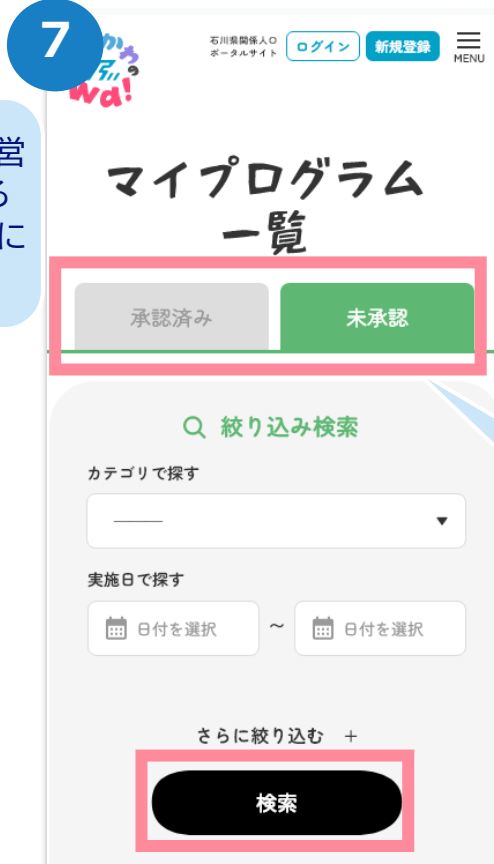 7
石川県関係人口
ポータルサイト
ログイン
新規登録
MENU
wa!
営
る
に
マイプログラム
一覧
承認済み
未承認
絞り込み検索
カテゴリで探す
実施日で探す
日付を選択 ~ 日付を選択
さらに絞り込む +
検索